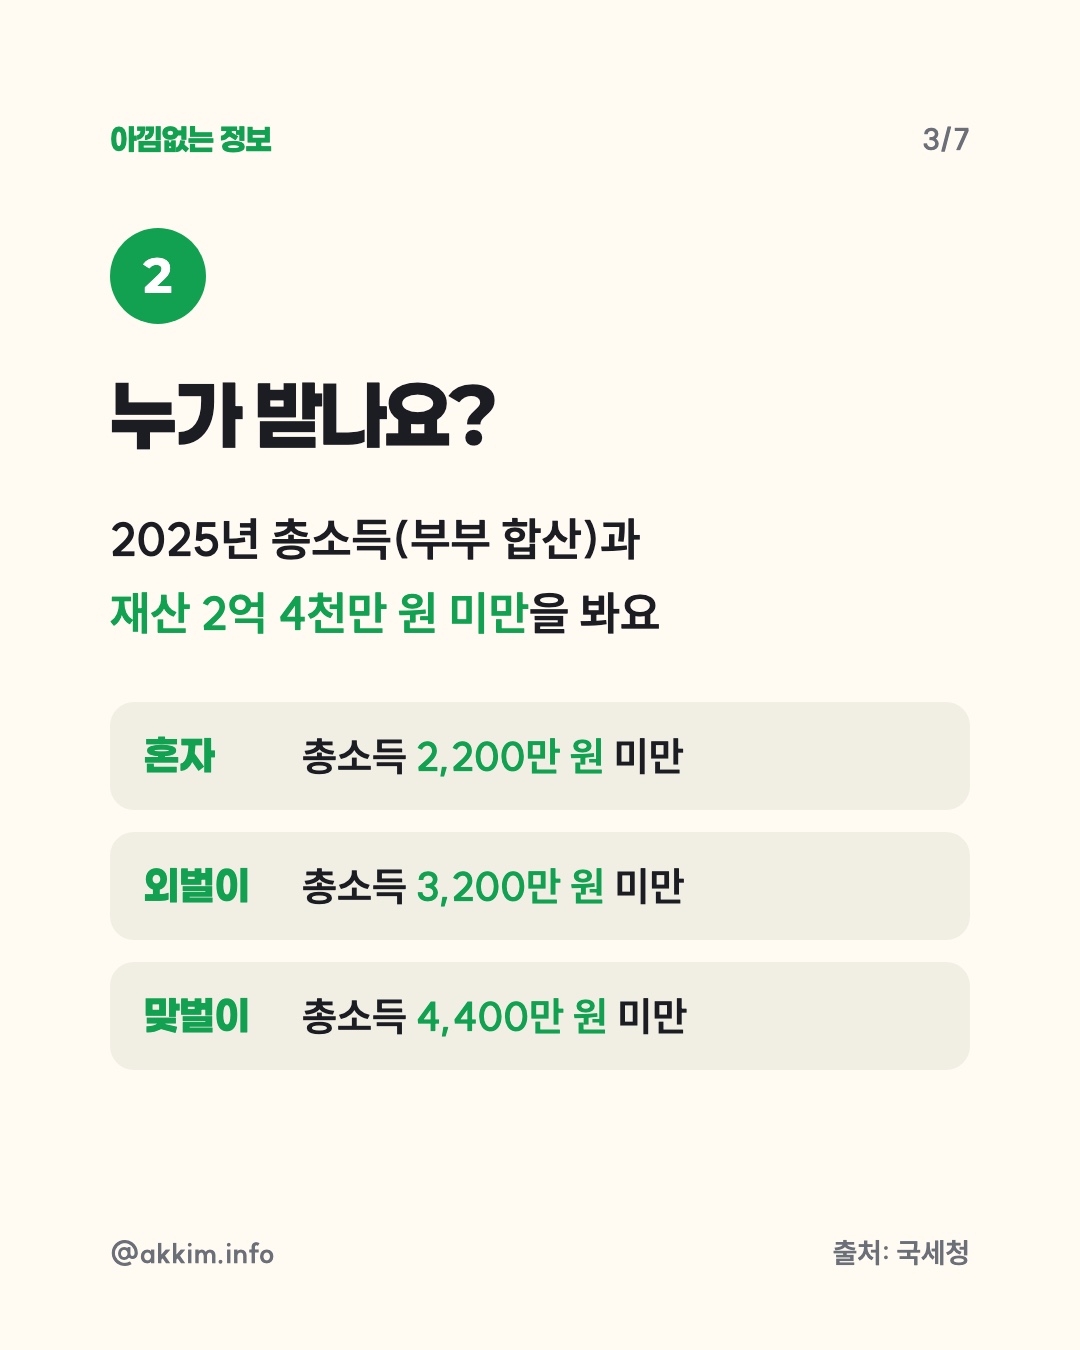 아낌없는 정보
3/7
2
누가 받나요?
2025년 총소득(부부 합산)과
재산 2억 4천만 원 미만을 봐요
혼자 총소득 2,200만 원 미만
외벌이 총소득 3,200만 원 미만
맞벌이 총소득 4,400만 원 미만
@akkim.info
출처: 국세청